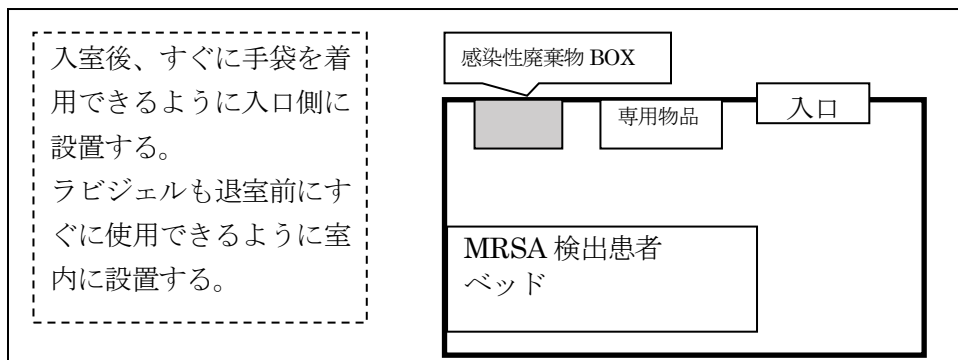 入室後、すぐに手袋を着
用できるように入口側に
設置する。
ラビジェルも退室前にす
ぐに使用できるように室
内に設置する。
感染性廃棄物 BOX
専用物品
入口
MRSA 検出患者
ベッド